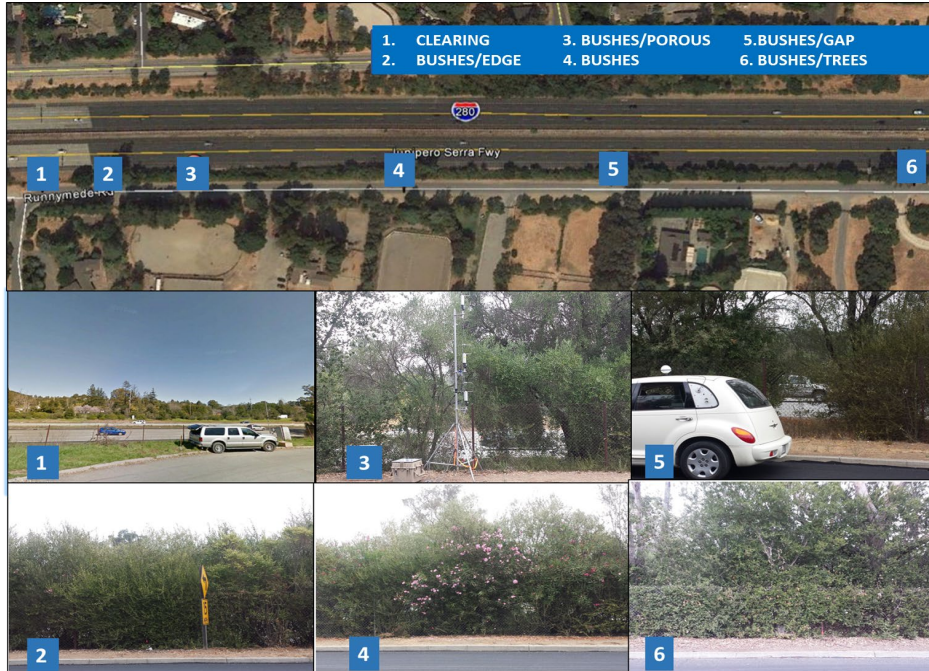 1. CLEARING 3. BUSHES/POROUS 5.BUSHES/GAP
2. BUSHES/EDGE 4. BUSHES 6. BUSHES/TREES
280
Junipero Serra Fwy
1 2 3 4 5 6
Runnymede Rd
1 3 5
2 4 6